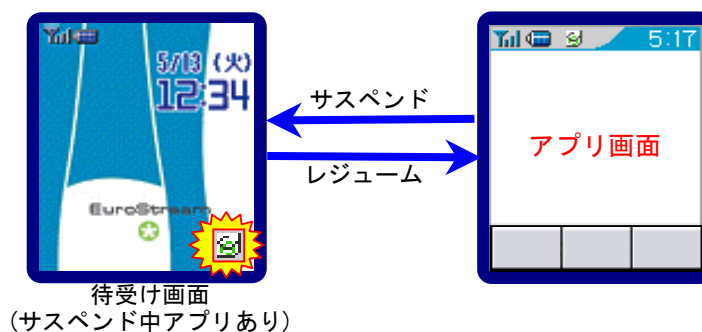 5/13 (火)
12:34
EuroStream
サスペンド
レジューム
5:17
アプリ画面
待受け画面
(サスペンド中アプリあり)